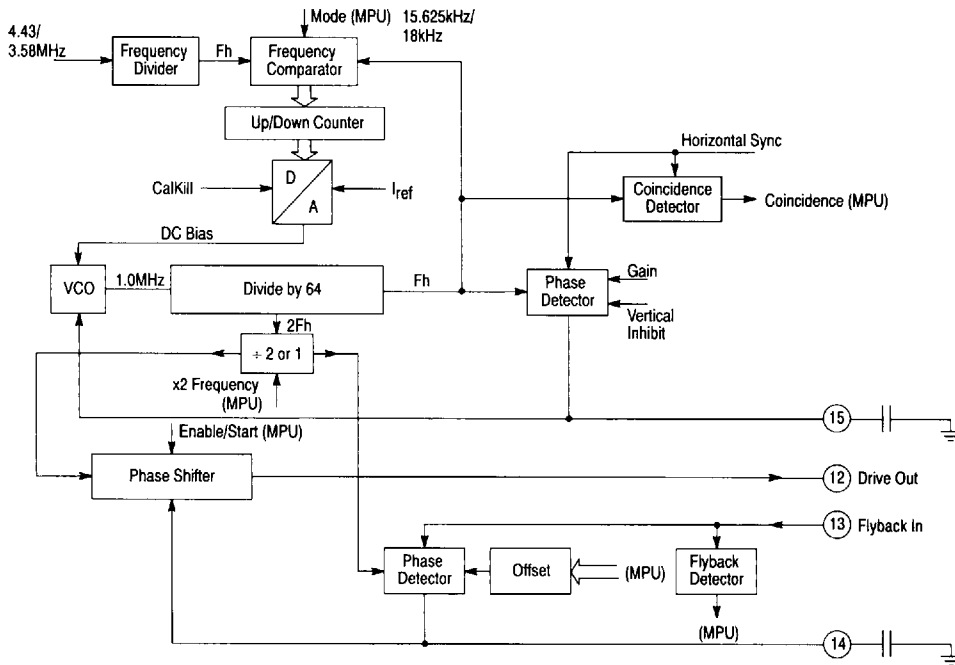 Mode (MPU)
15.625kHz/
18kHz
4.43/
3.58MHz
Frequency
Divider
Fh
Frequency
Comparator
Up/Down Counter
Horizontal Sync
CalKill
D
A
Iref
Coincidence
Detector
Coincidence (MPU)
DC Bias
VCO
1.0MHz
Divide by 64
Fh
Phase
Detector
Gain
Vertical
Inhibit
2Fh
÷ 2 or 1
x2 Frequency
(MPU)
15
Enable/Start (MPU)
Phase Shifter
12
Drive Out
13
Flyback In
Phase
Detector
Offset
(MPU)
Flyback
Detector
(MPU)
14